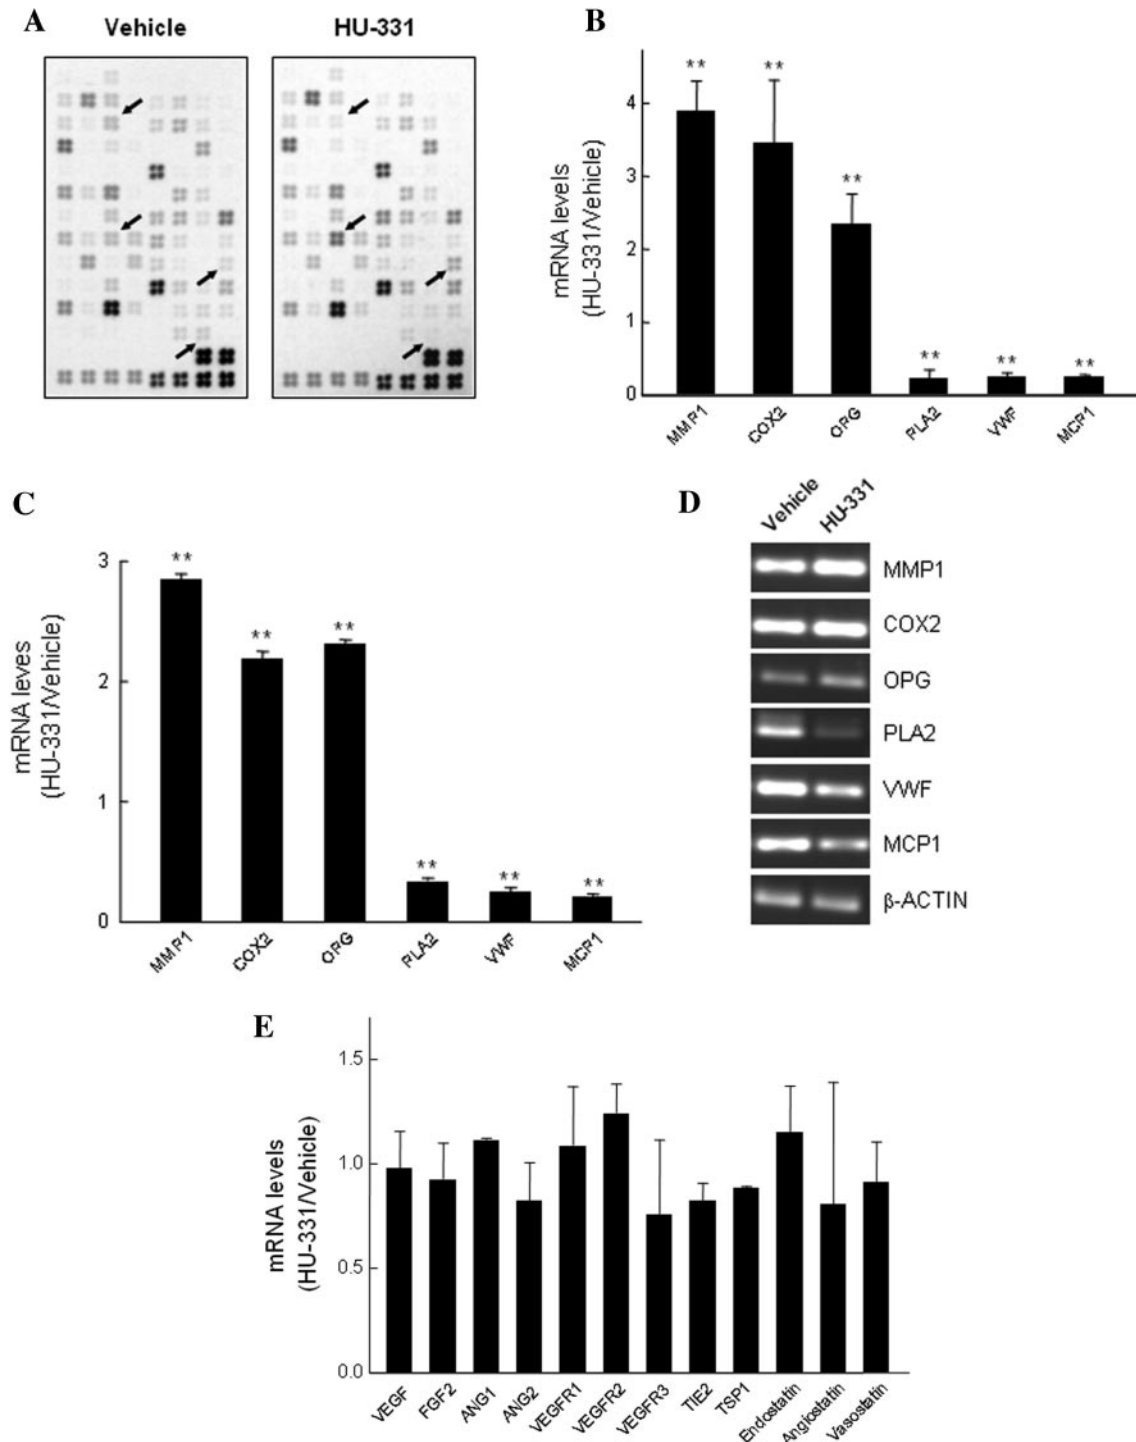 A
Vehicle
HU-331
B
mRNA levels
(HU-331/Vehicle)
4
3
2
1
0
**
**
**
**
**
**
MMP1
COX2
OPG
PLA2
VWF
MCP1
C
mRNA leves
(HU-331/Vehicle)
3
2
1
0
**
**
**
**
**
**
MMP1
COX2
OPG
PLA2
VWF
MCP1
D
Vehicle
HU-331
MMP1
COX2
OPG
PLA2
VWF
MCP1
β-ACTIN
E
mRNA levels
(HU-331/Vehicle)
1.5
1.0
0.5
0.0
VEGF
FGF2
ANG1
ANG2
VEGFR1
VEGFR2
VEGFR3
TIE2
TSP1
Endostatin
Angiostatin
Vasostatin